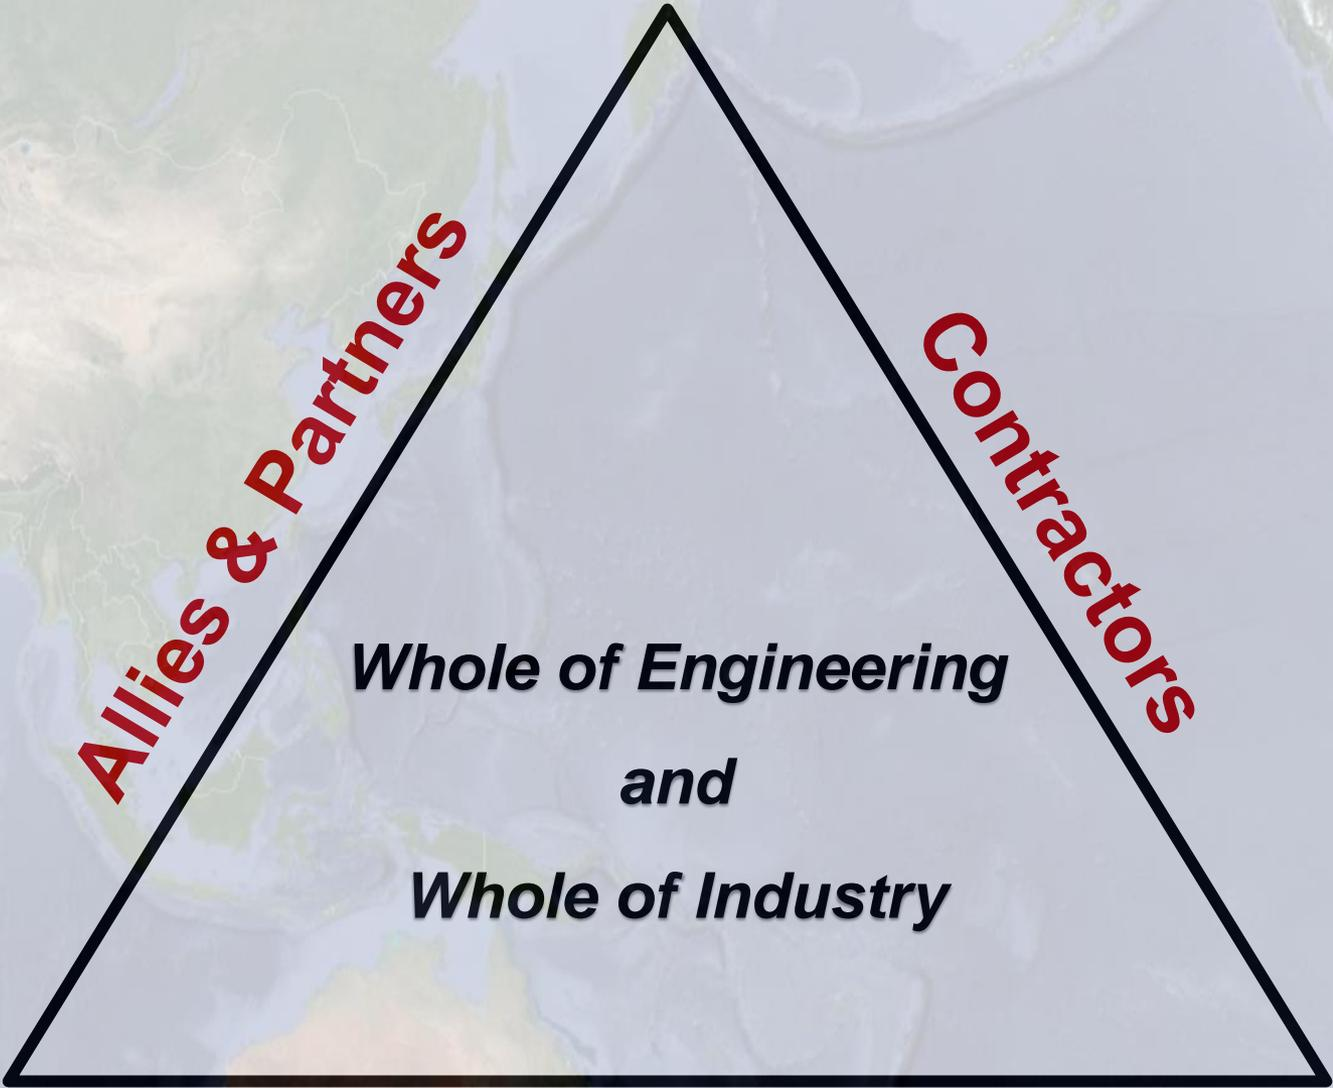 Allies & Partners
Contractors
Whole of Engineering
and
Whole of Industry